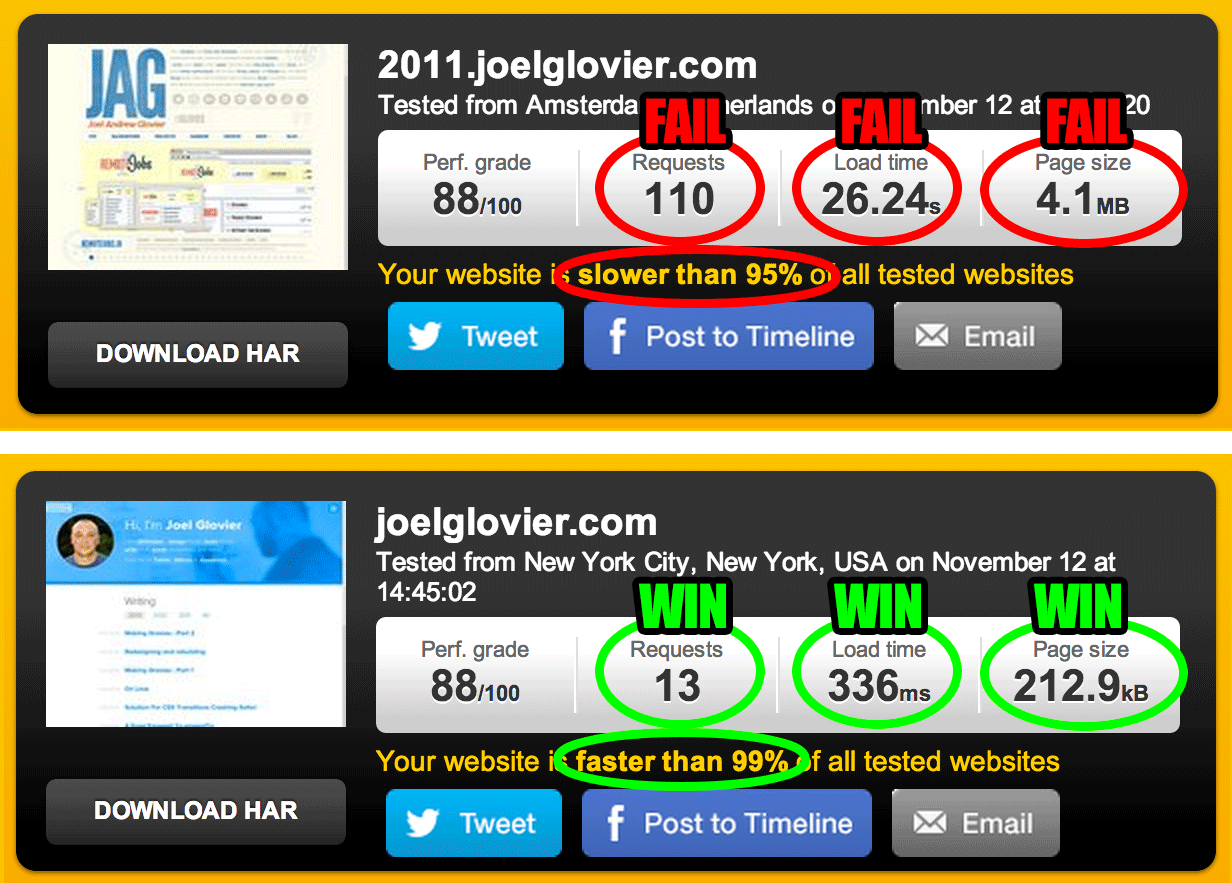 JAG
Joel Andrew Glovier
2011.joelglovier.com
Tested from Amsterda erlands o mber 12 at 20
FAIL FAIL FAIL
Perf. grade Requests Load time Page size
88/100 110 26.24s 4.1MB
Your website is slower than 95% of all tested websites
Tweet Post to Timeline Email
DOWNLOAD HAR
Hi, I'm Joel Glovier
Writing
joelglovier.com
Tested from New York City, New York, USA on November 12 at
14:45:02
WIN WIN WIN
Perf. grade Requests Load time Page size
88/100 13 336ms 212.9kB
Your website is faster than 99% of all tested websites
Tweet Post to Timeline Email
DOWNLOAD HAR